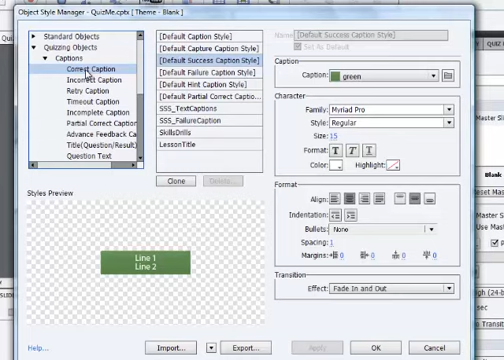 Object Style Manager - QuizMe.cptx [ Theme - Blank ]
Standard Objects
Quizzing Objects
Captions
Correct Caption
Incorrect Caption
Retry Caption
Timeout Caption
Incomplete Caption
Partial Correct Caption
Advance Feedback Ca
Title(Question/Result)
Question Text
[Default Caption Style]
[Default Capture Caption Style]
[Default Success Caption Style]
[Default Failure Caption Style]
[Default Hint Caption Style]
[Default Partial Correct Captio...
SSS_TextCaptions
SSS_FailureCaption
SkillsDrills
LessonTitle
Clone
Delete...
Name
[Default Success Caption Style]
Set As Default
Caption
Caption: green
Character
Family: Myriad Pro
Style: Regular
Size: 15
Format: T T T
Color: Highlight:
Format
Align:
Indentation:
Bullets: None
Spacing: 1
Margins: 0 0 0 0
Transition
Effect: Fade In and Out
Styles Preview
Line 1
Line 2
Help...
Import...
Export...
Apply
OK
Cancel